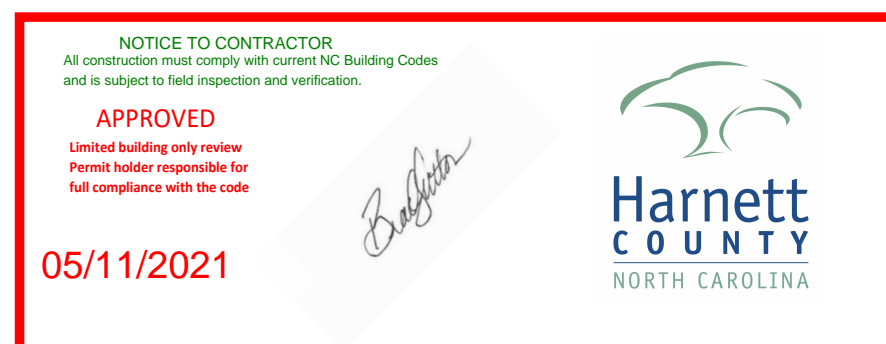 NOTICE TO CONTRACTOR
All construction must comply with current NC Building Codes
and is subject to field inspection and verification.
APPROVED
Limited building only review
Permit holder responsible for
full compliance with the code
05/11/2021
Harnett
COUNTY
NORTH CAROLINA